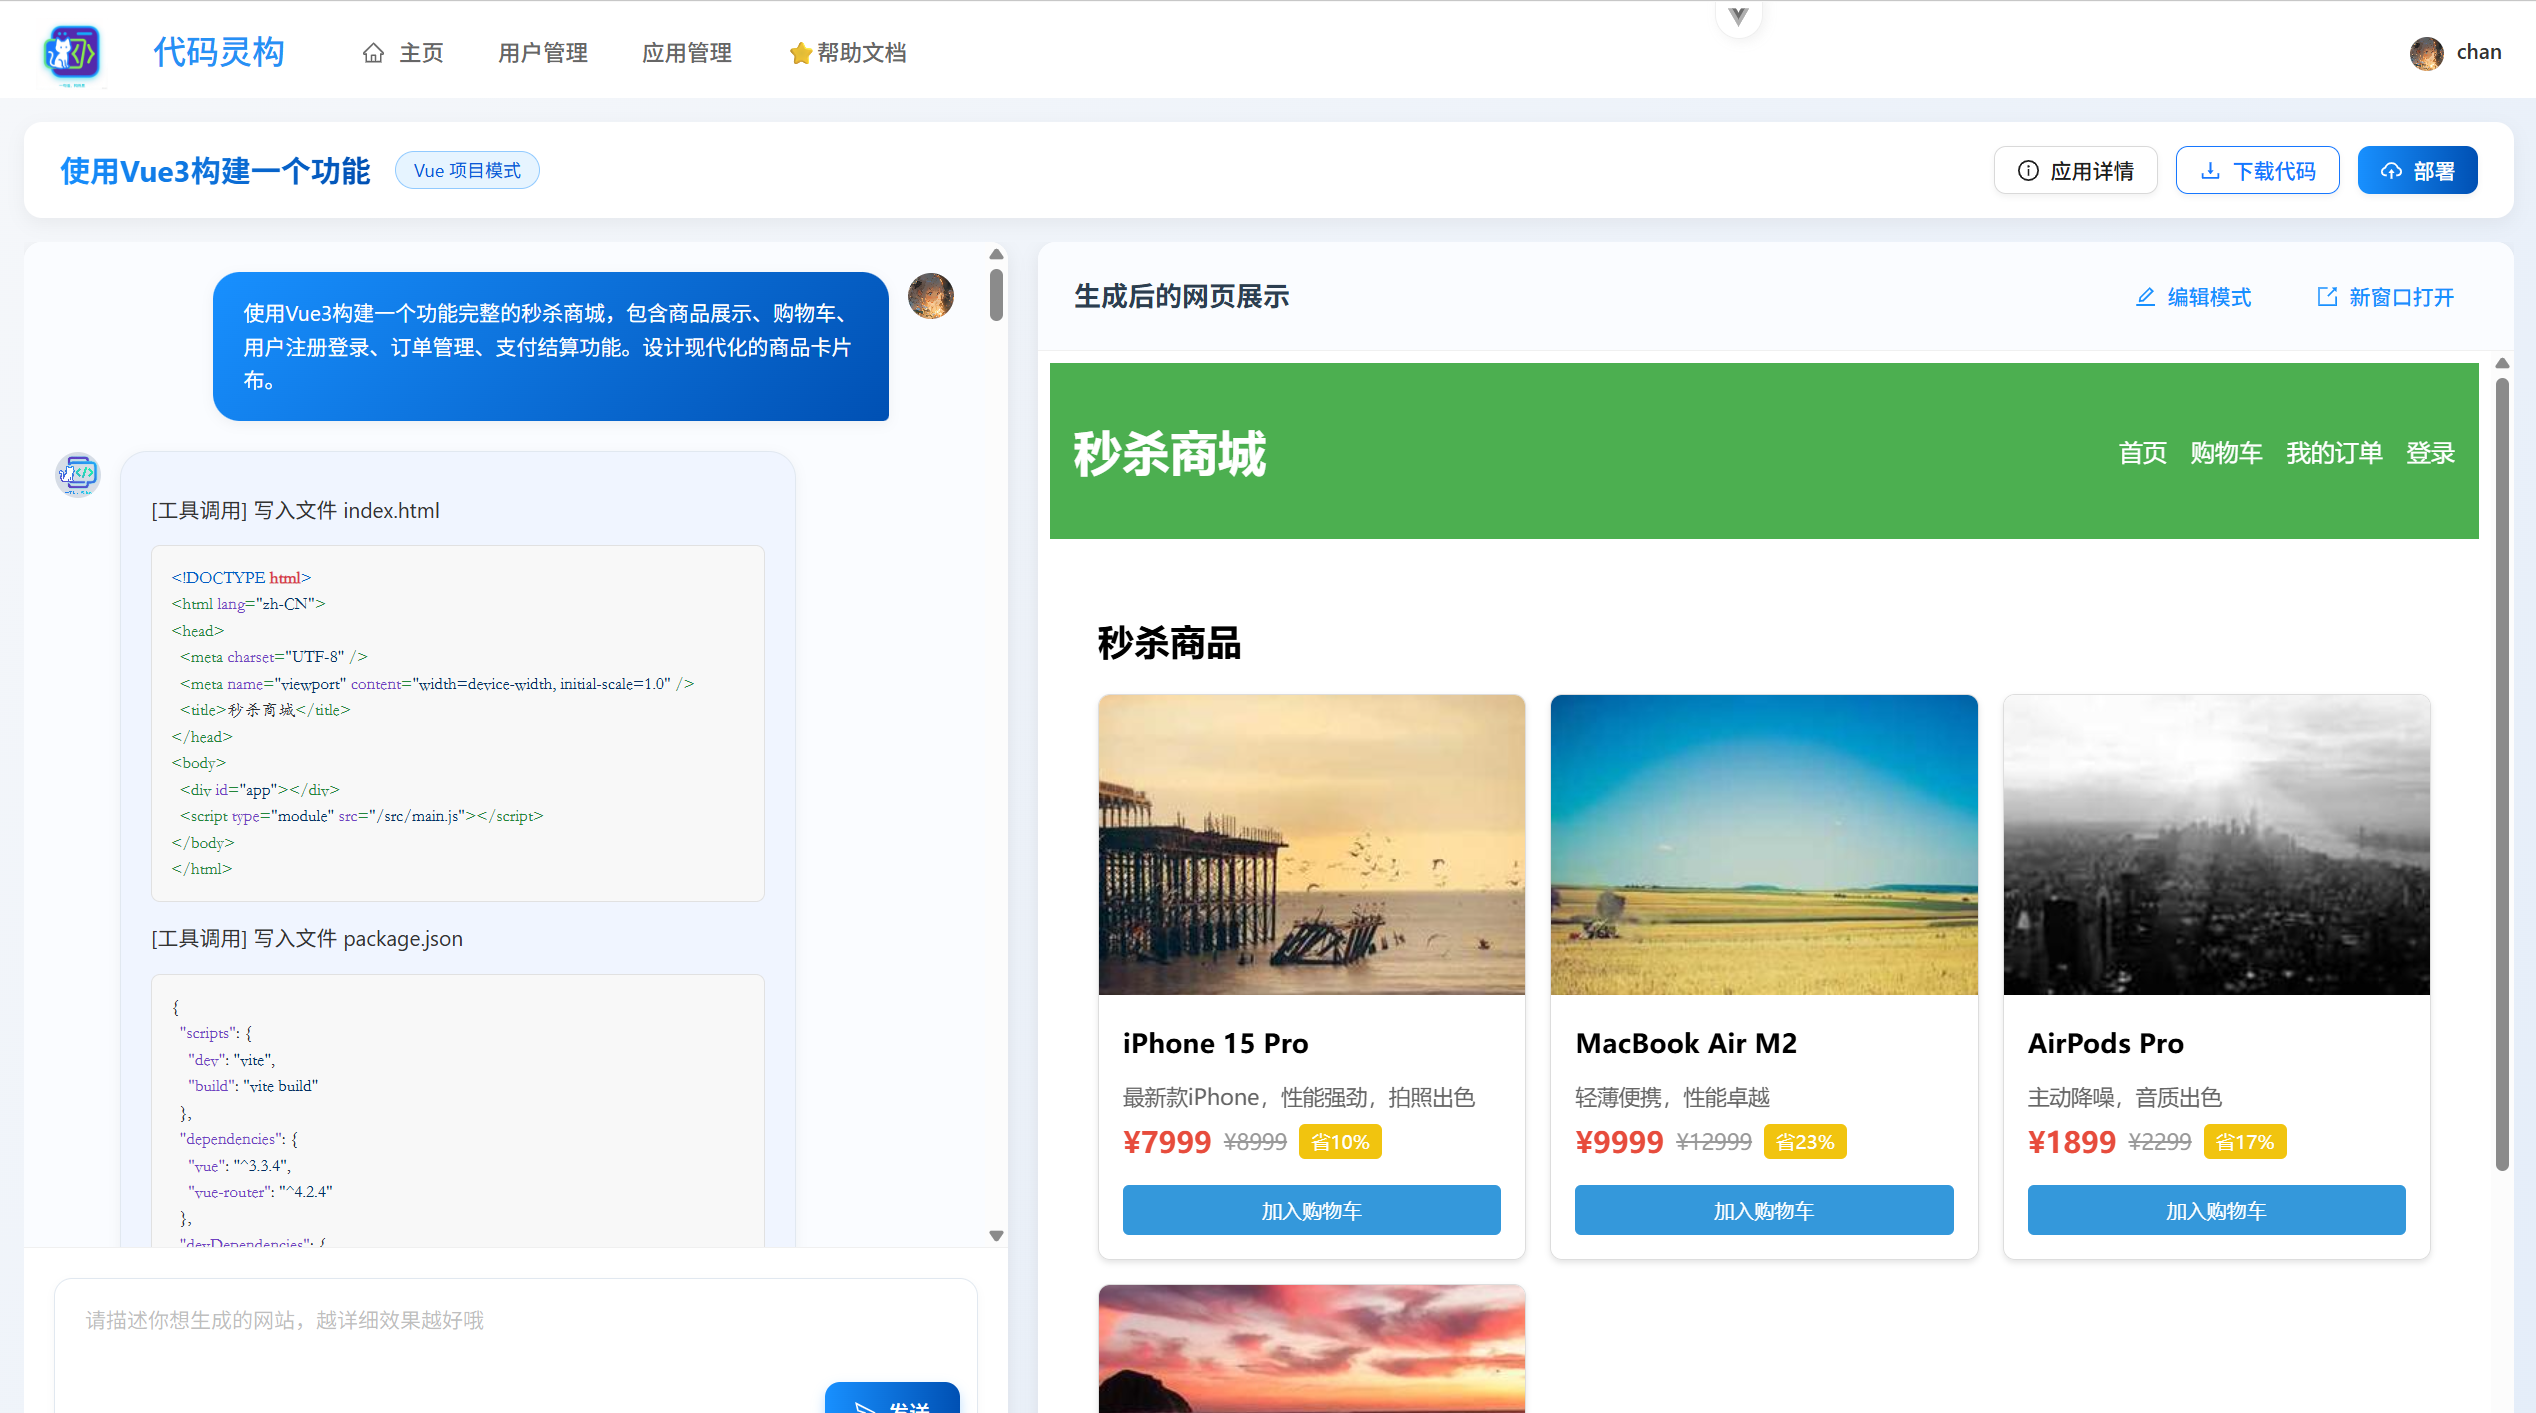 代码灵构
主页
用户管理
应用管理
帮助文档
chan
使用Vue3构建一个功能
Vue 项目模式
应用详情
下载代码
部署
使用Vue3构建一个功能完整的秒杀商城，包含商品展示、购物车、
用户注册登录、订单管理、支付结算功能。设计现代化的商品卡片
布。
[工具调用] 写入文件 index.html
<!DOCTYPE html>
<html lang="zh-CN">
<head>
<meta charset="UTF-8" />
<meta name="viewport" content="width=device-width, initial-scale=1.0" />
<title>秒杀商城</title>
</head>
<body>
<div id="app"></div>
<script type="module" src="/src/main.js"></script>
</body>
</html>
[工具调用] 写入文件 package.json
{
"scripts": {
"dev": "vite",
"build": "vite build"
},
"dependencies": {
"vue": "^3.3.4",
"vue-router": "^4.2.4"
},
"devDependencies": {
请描述你想生成的网站，越详细效果越好哦
发送
生成后的网页展示
编辑模式
新窗口打开
秒杀商城
首页 购物车 我的订单 登录
秒杀商品
iPhone 15 Pro
最新款iPhone，性能强劲，拍照出色
¥7999 ¥8999 省10%
加入购物车
MacBook Air M2
轻薄便携，性能卓越
¥9999 ¥12999 省23%
加入购物车
AirPods Pro
主动降噪，音质出色
¥1899 ¥2299 省17%
加入购物车